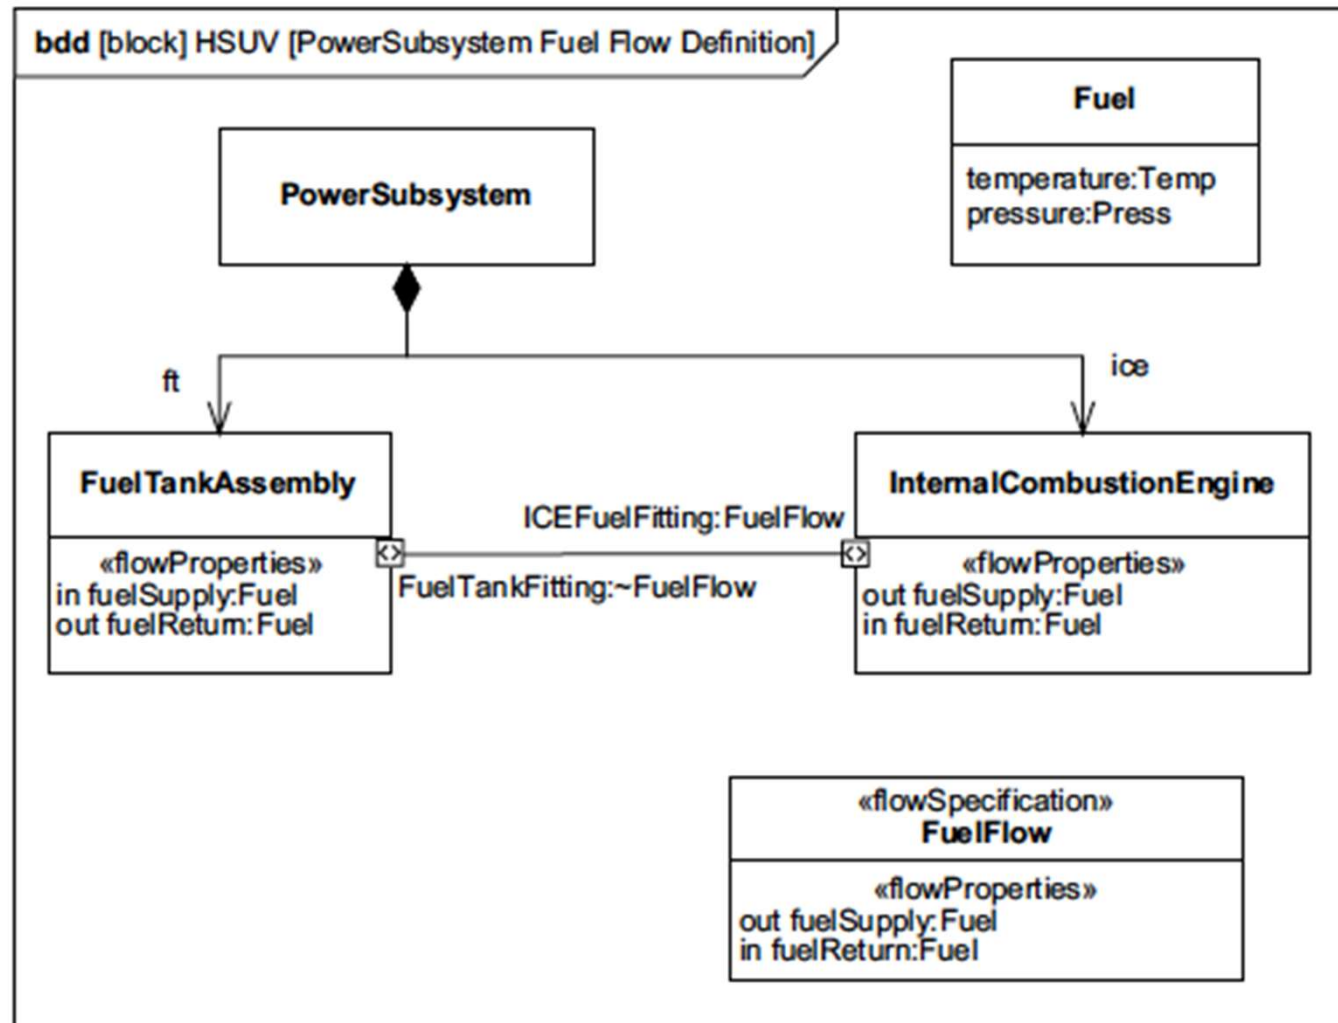 bdd [block] HSUV [PowerSubsystem Fuel Flow Definition]
Fuel
temperature:Temp
pressure:Press
PowerSubsystem
ft
ice
FuelTankAssembly
«flowProperties»
in fuelSupply:Fuel
out fuelReturn:Fuel
ICEFuelFitting:FuelFlow
FuelTankFitting:~FuelFlow
InternalCombustionEngine
«flowProperties»
out fuelSupply:Fuel
in fuelReturn:Fuel
«flowSpecification»
FuelFlow
«flowProperties»
out fuelSupply:Fuel
in fuelReturn:Fuel